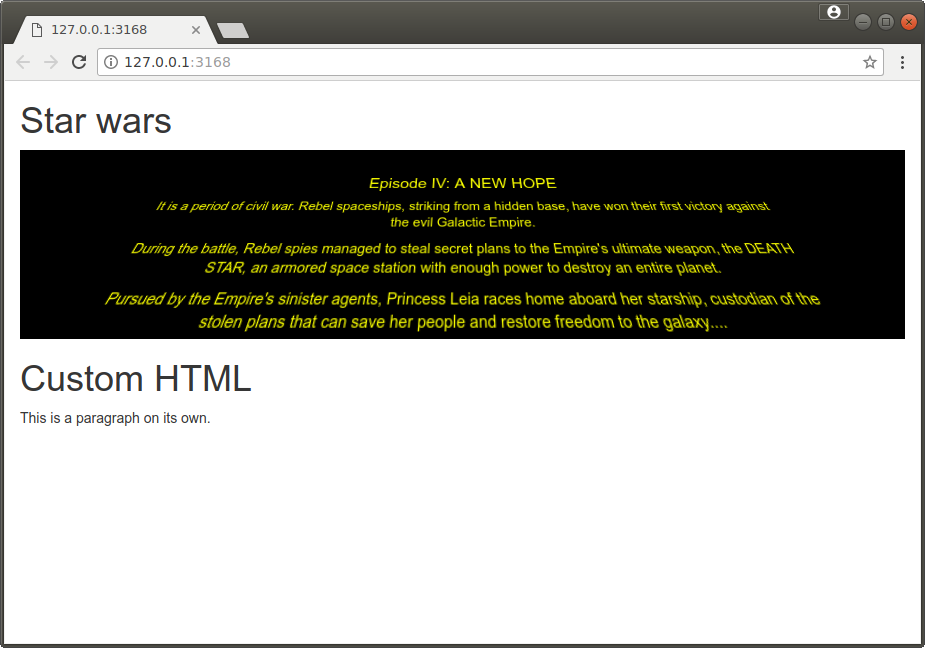 127.0.0.1:3168
127.0.0.1:3168
Star wars
Episode IV: A NEW HOPE
It is a period of civil war. Rebel spaceships, striking from a hidden base, have won their first victory against
the evil Galactic Empire.
During the battle, Rebel spies managed to steal secret plans to the Empire's ultimate weapon, the DEATH
STAR, an armored space station with enough power to destroy an entire planet.
Pursued by the Empire's sinister agents, Princess Leia races home aboard her starship, custodian of the
stolen plans that can save her people and restore freedom to the galaxy....
Custom HTML
This is a paragraph on its own.